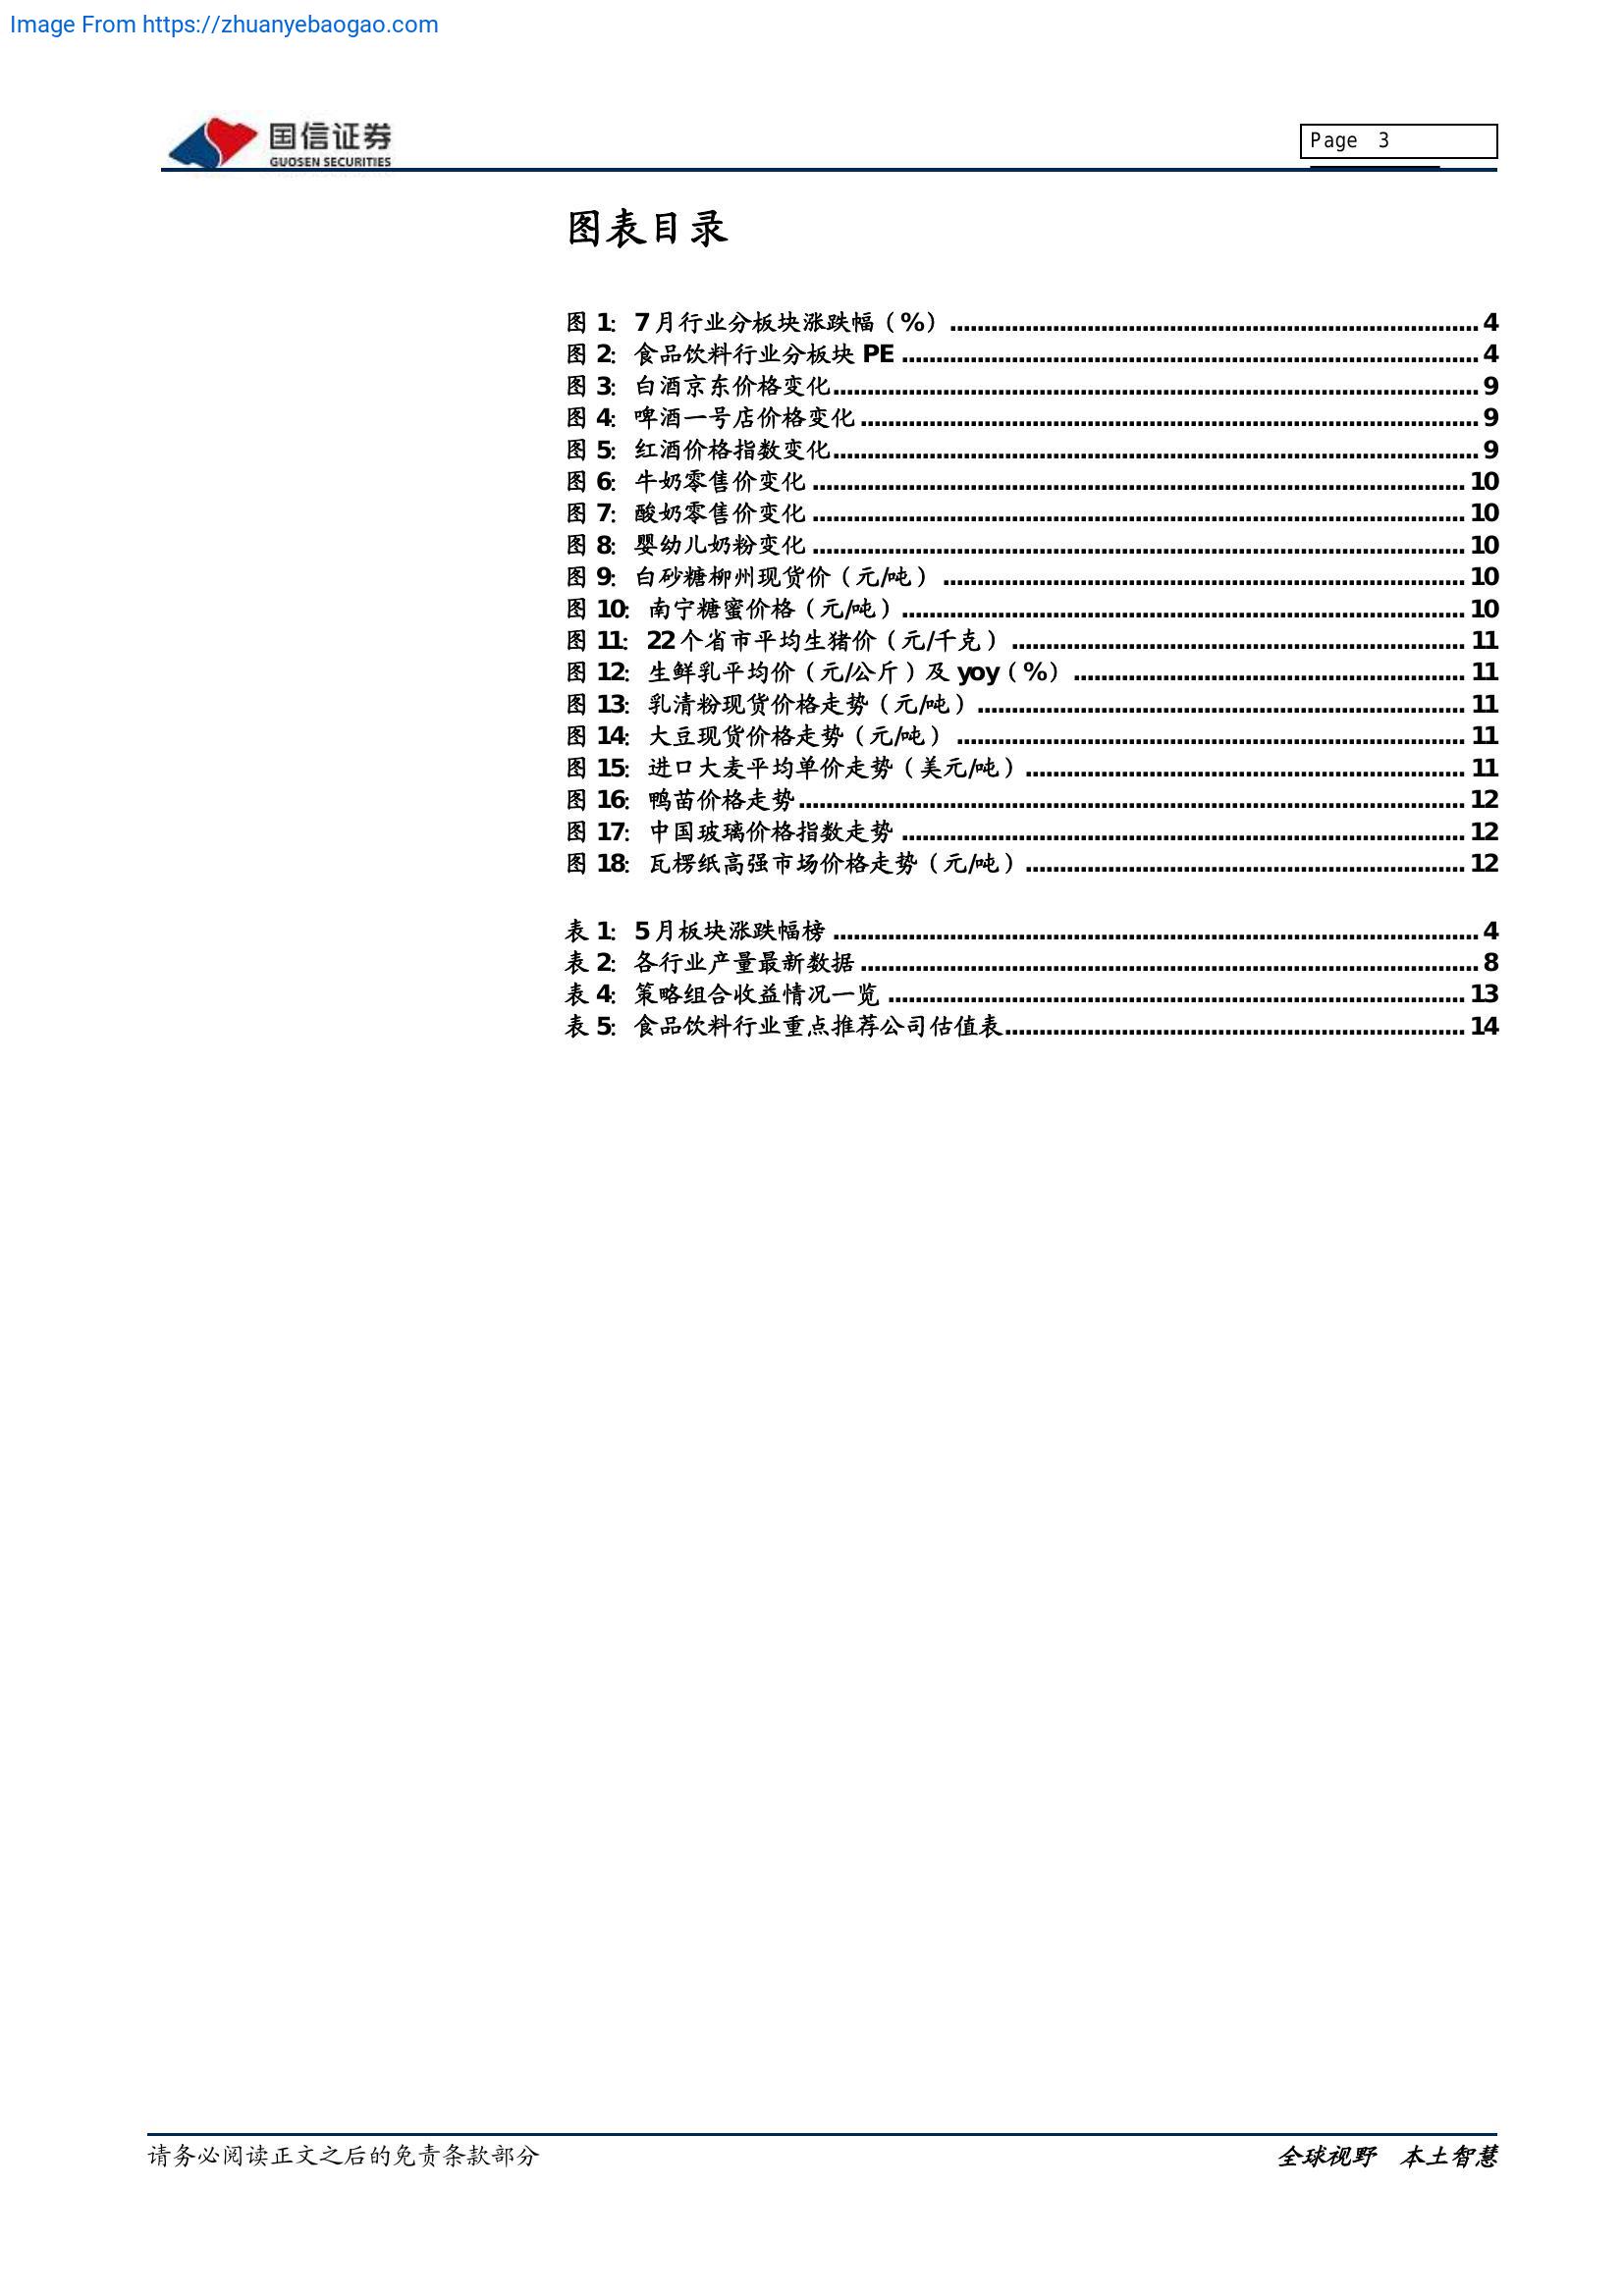 Image From https://zhuanyebaogao.com
国信证券
GUOSEN SECURITIES
Page 3
图表目录
图 1: 7 月行业分板块涨跌幅（%）........ 4
图 2: 食品饮料行业分板块 PE ........ 4
图 3: 白酒京东价格变化........ 9
图 4: 啤酒一号店价格变化 ........ 9
图 5: 红酒价格指数变化........ 9
图 6: 牛奶零售价变化 ........ 10
图 7: 酸奶零售价变化 ........ 10
图 8: 婴幼儿奶粉变化 ........ 10
图 9: 白砂糖柳州现货价（元/吨）........ 10
图 10: 南宁糖蜜价格（元/吨）........ 10
图 11: 22 个省市平均生猪价（元/千克）........ 11
图 12: 生鲜乳平均价（元/公斤）及 yoy（%）........ 11
图 13: 乳清粉现货价格走势（元/吨）........ 11
图 14: 大豆现货价格走势（元/吨）........ 11
图 15: 进口大麦平均单价走势（美元/吨）........ 11
图 16: 鸭苗价格走势........ 12
图 17: 中国玻璃价格指数走势 ........ 12
图 18: 瓦楞纸高强市场价格走势（元/吨）........ 12
表 1: 5 月板块涨跌幅榜 ........ 4
表 2: 各行业产量最新数据 ........ 8
表 4: 策略组合收益情况一览 ........ 13
表 5: 食品饮料行业重点推荐公司估值表........ 14
请务必阅读正文之后的免责条款部分
全球视野 本土智慧